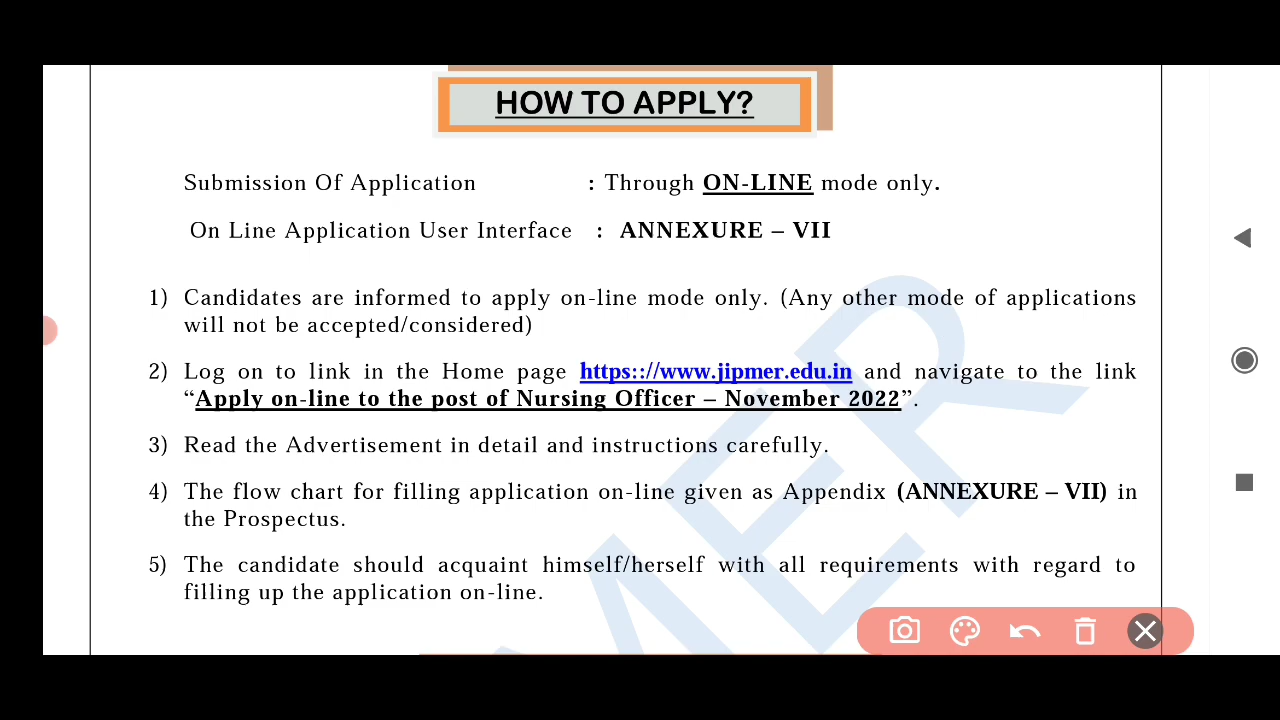 HOW TO APPLY?
Submission Of Application : Through ON-LINE mode only.
On Line Application User Interface : ANNEXURE – VII
1) Candidates are informed to apply on-line mode only. (Any other mode of applications
will not be accepted/considered)
2) Log on to link in the Home page https:://www.jipmer.edu.in and navigate to the link
“Apply on-line to the post of Nursing Officer – November 2022”.
3) Read the Advertisement in detail and instructions carefully.
4) The flow chart for filling application on-line given as Appendix (ANNEXURE – VII) in
the Prospectus.
5) The candidate should acquaint himself/herself with all requirements with regard to
filling up the application on-line.
MER